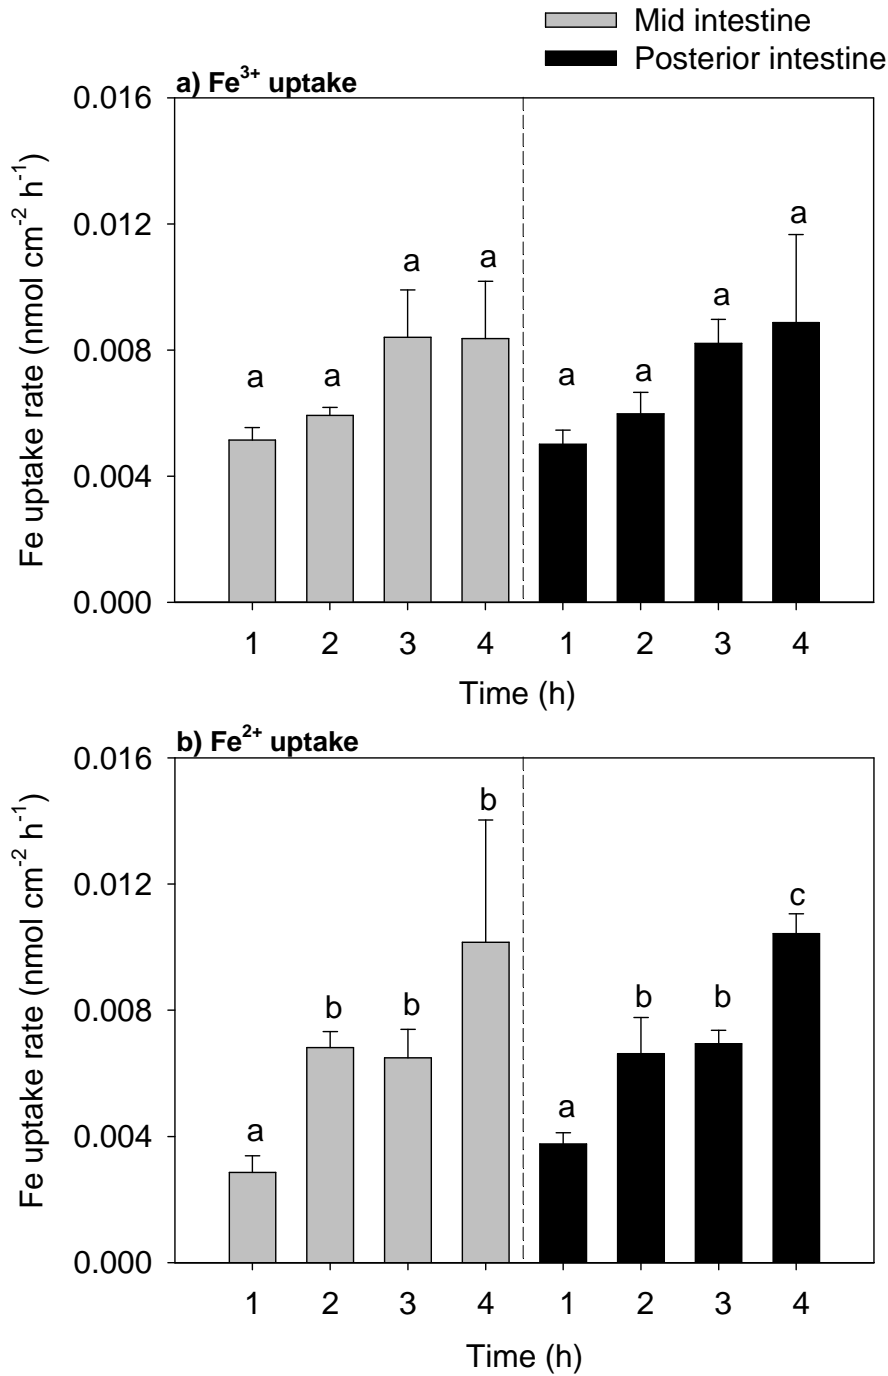 Mid intestine
Posterior intestine
a) Fe³⁺ uptake
Fe uptake rate (nmol cm⁻² h⁻¹)
0.016
0.012
0.008
0.004
0.000
a a a a a a a a
1 2 3 4 1 2 3 4
Time (h)
b) Fe²⁺ uptake
Fe uptake rate (nmol cm⁻² h⁻¹)
0.016
0.012
0.008
0.004
0.000
a b b b a b b c
1 2 3 4 1 2 3 4
Time (h)